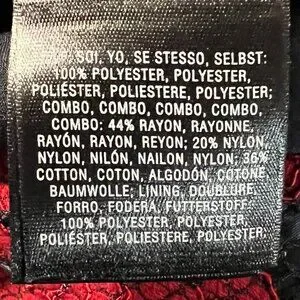 SOI, YO, SE STESSO, SELBST:
100% POLYESTER, POLYESTER,
POLIÉSTER, POLIESTERE, POLYESTER;
COMBO, COMBO, COMBO, COMBO,
COMBO: 44% RAYON, RAYONNE,
RAYÓN, RAYON, REYON; 20% NYLON,
NYLON, NILÓN, NAILON, NYLON; 36%
COTTON, COTON, ALGODÓN, COTONE
BAUMWOLLE; LINING, DOUBLURE,
FORRO, FODERA, FUTTERSTOFF:
100% POLYESTER, POLYESTER,
POLIÉSTER, POLIESTERE, POLYESTER;